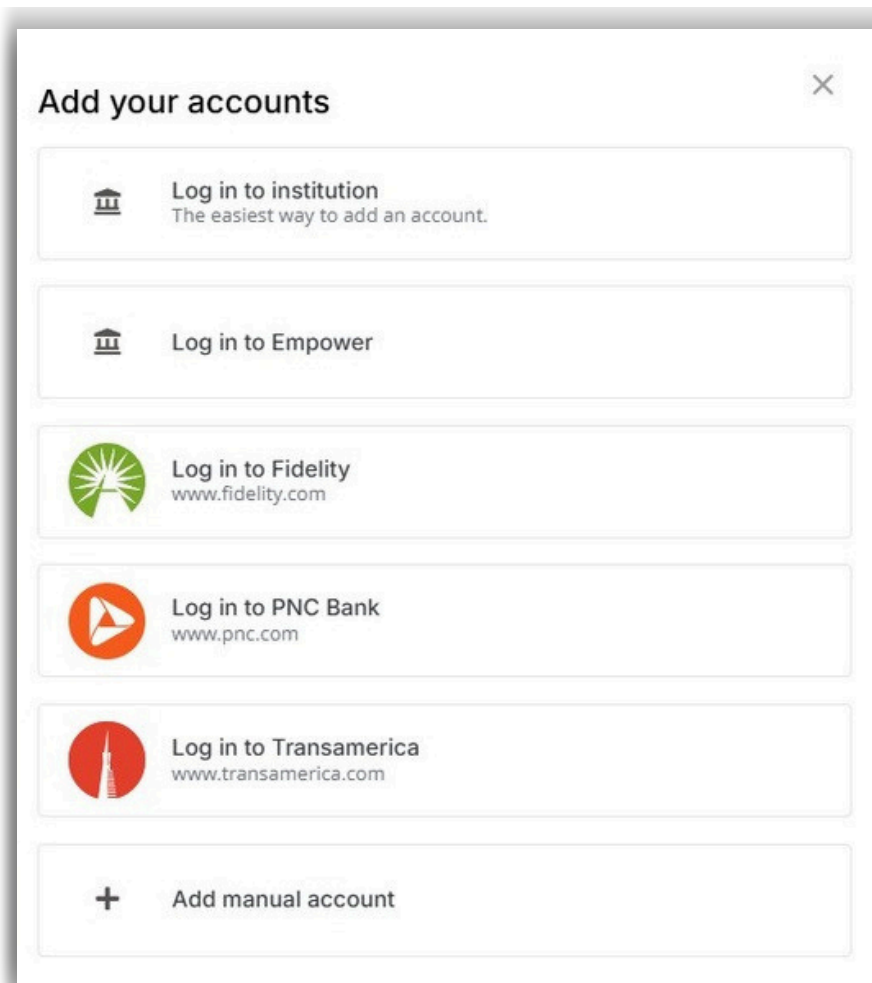 Add your accounts
Log in to institution
The easiest way to add an account.
Log in to Empower
Log in to Fidelity
www.fidelity.com
Log in to PNC Bank
www.pnc.com
Log in to Transamerica
www.transamerica.com
Add manual account